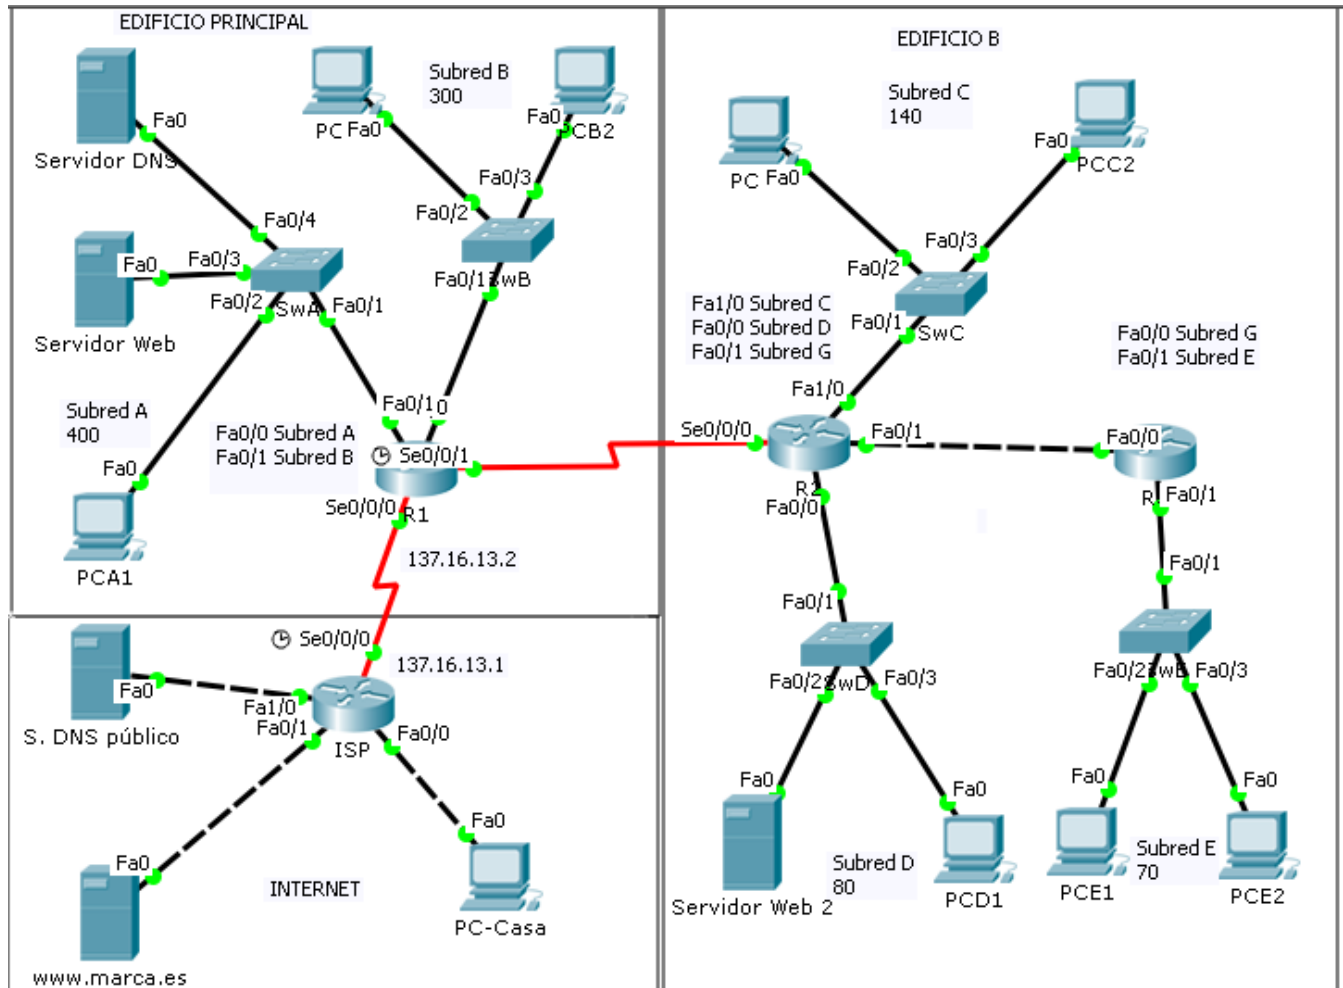 EDIFICIO PRINCIPAL
Subred B
300
Fa0
Servidor DNS
PC
Fa0
Fa0
PCB2
Fa0/4
Fa0/2
Fa0/3
Fa0
Fa0/3
Servidor Web
Fa0/2
SwA
Fa0/1
Fa0/1
SwB
Subred A
400
Fa0/0 Subred A
Fa0/1 Subred B
Fa0/1
0
Se0/0/1
Fa0
PCA1
Se0/0/0
R1
137.16.13.2
EDIFICIO B
Subred C
140
PC
Fa0
Fa0
PCC2
Fa0/2
Fa0/3
Fa0/1
SwC
Fa1/0 Subred C
Fa0/0 Subred D
Fa0/1 Subred G
Fa0/0 Subred G
Fa0/1 Subred E
Fa1/0
Se0/0/0
Fa0/1
R2
Fa0/0
Fa0/0
R
Fa0/1
Fa0/1
Fa0/1
Fa0/2
SwD
Fa0/3
Fa0/2
SwE
Fa0/3
Fa0
Servidor Web 2
Subred D
80
Fa0
PCD1
Fa0
PCE1
Subred E
70
Fa0
PCE2
Se0/0/0
137.16.13.1
Fa0
S. DNS público
Fa1/0
Fa0/1
ISP
Fa0/0
Fa0
www.marca.es
INTERNET
Fa0
PC-Casa